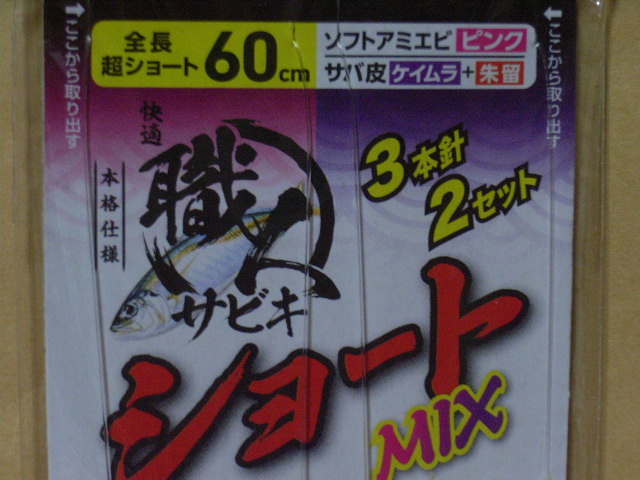 ←ここから取り出す
←ここから取り出す
全長
超ショート60cm
ソフトアミエビ ピンク
サバ皮 ケイムラ+朱留
快適
職人
本格仕様
サビキ
3本針
2セット
ショート
MIX